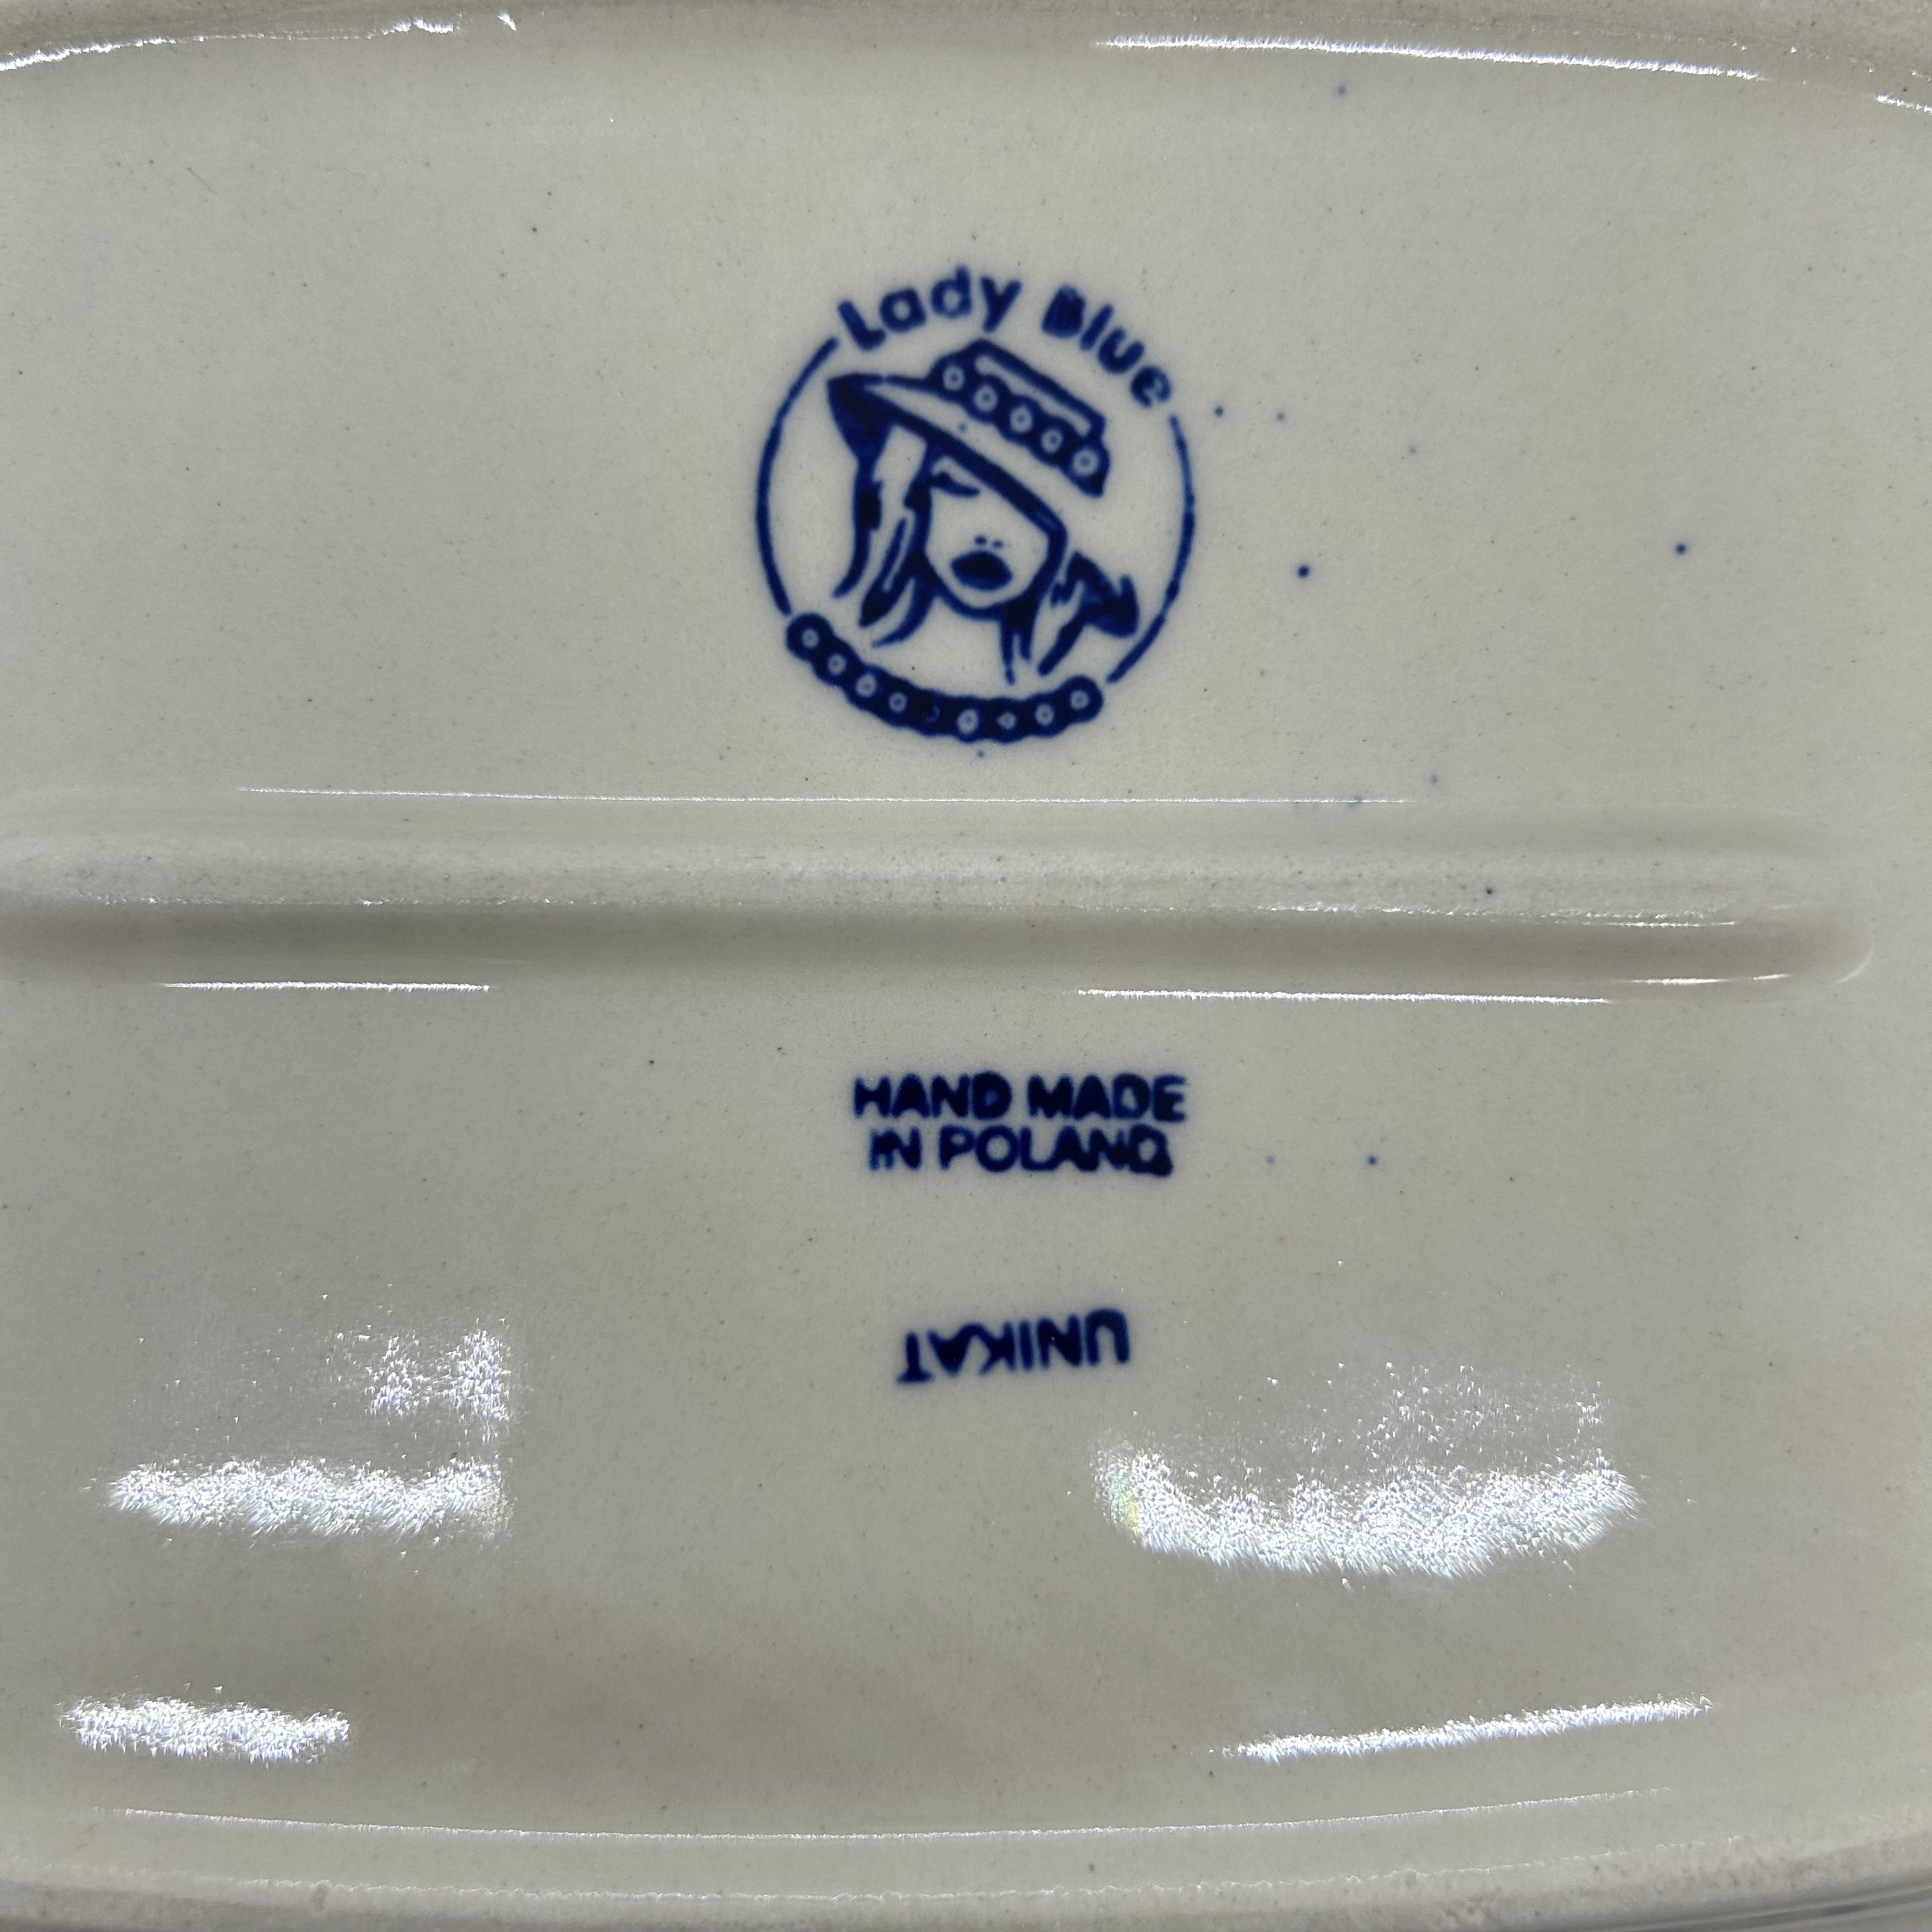 Lady Blue
HAND MADE
IN POLAND
UNIKAT